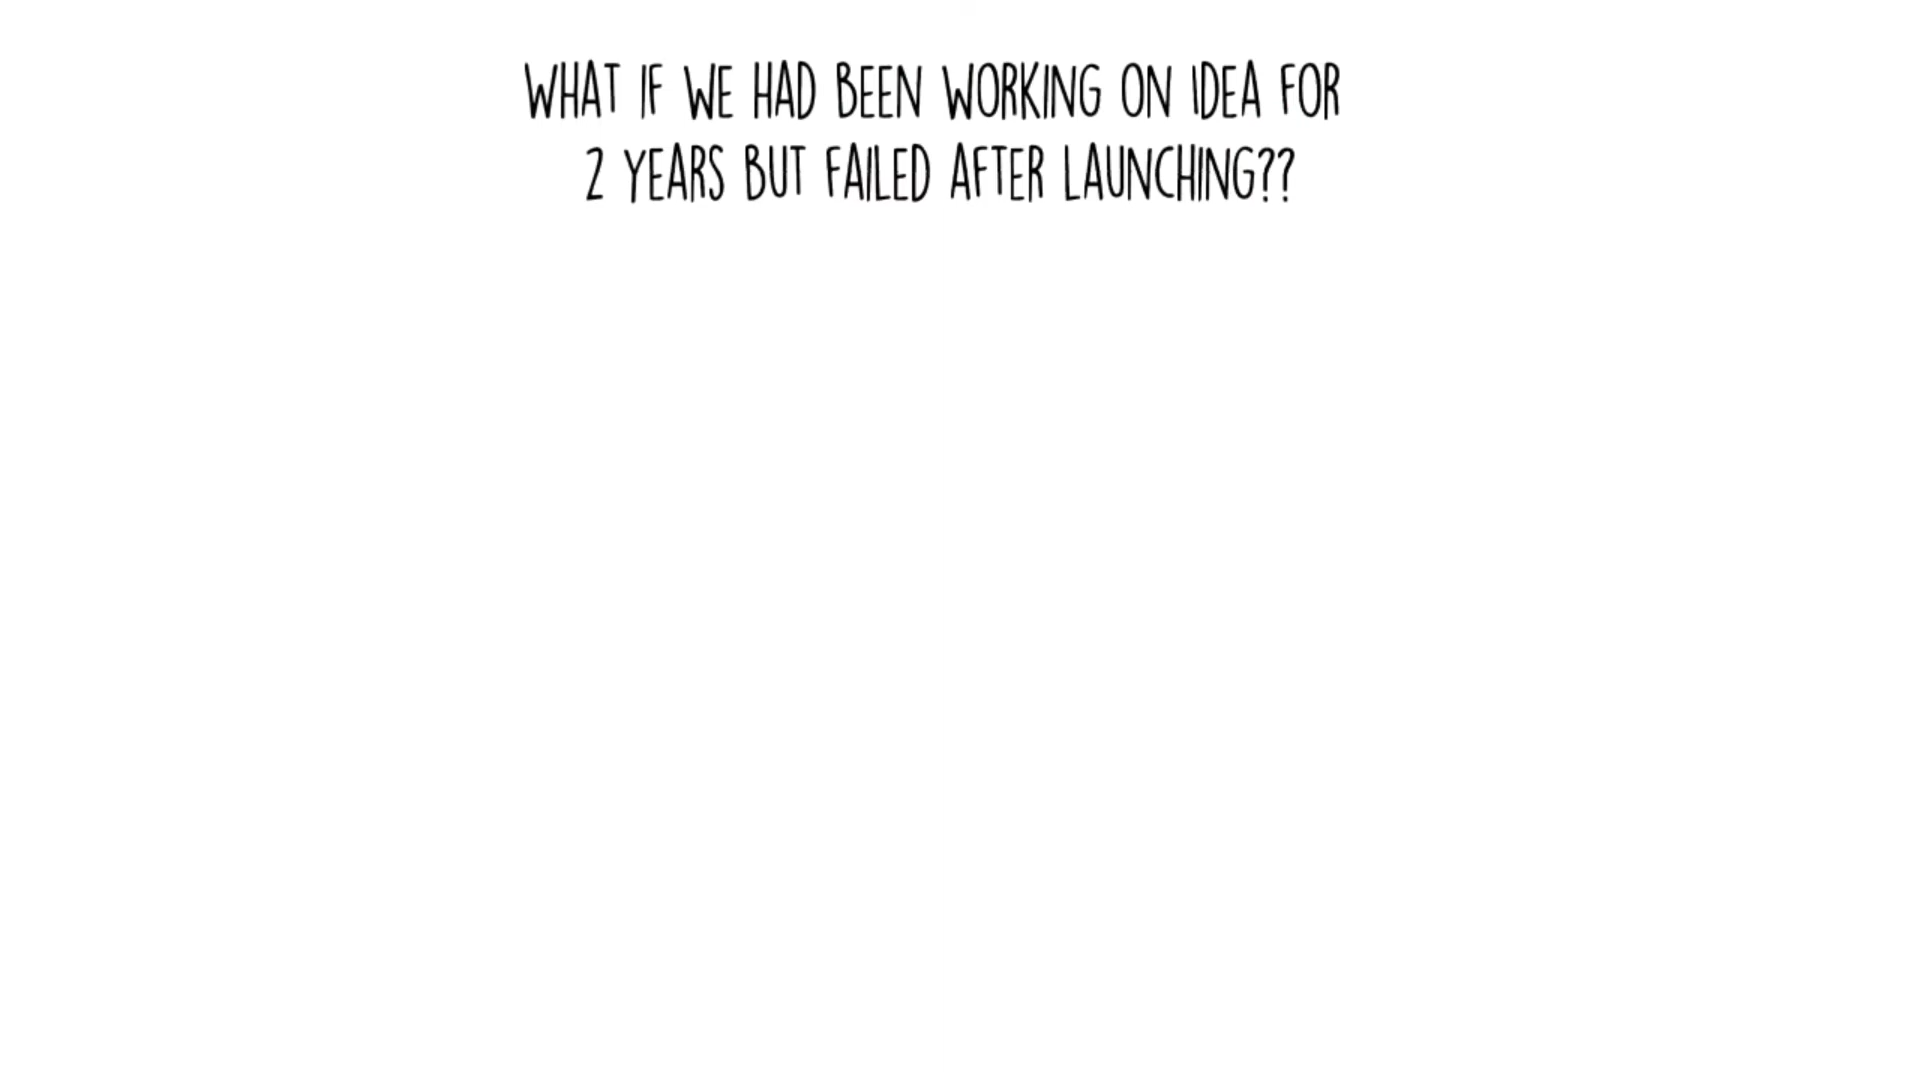 WHAT IF WE HAD BEEN WORKING ON IDEA FOR
2 YEARS BUT FAILED AFTER LAUNCHING??